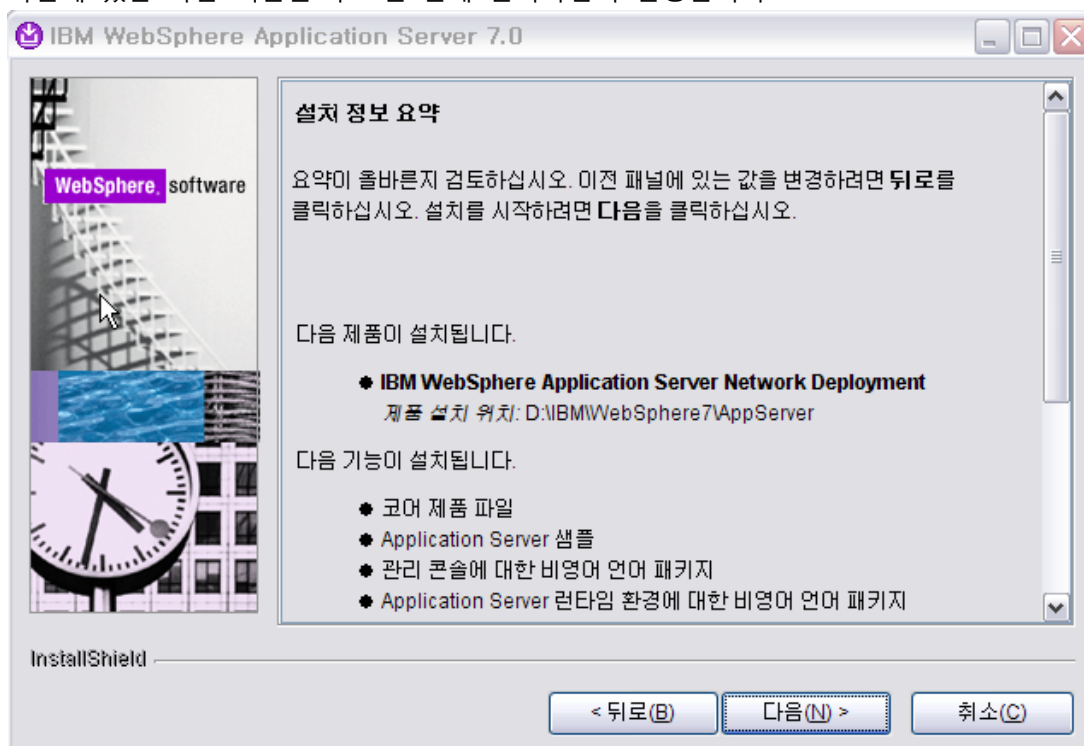 IBM WebSphere Application Server 7.0
WebSphere. software
설치 정보 요약
요약이 올바른지 검토하십시오. 이전 패널에 있는 값을 변경하려면 뒤로를
클릭하십시오. 설치를 시작하려면 다음을 클릭하십시오.
다음 제품이 설치됩니다.
● IBM WebSphere Application Server Network Deployment
제품 설치 위치: D:\IBM\WebSphere7\AppServer
다음 기능이 설치됩니다.
● 코어 제품 파일
● Application Server 샘플
● 관리 콘솔에 대한 비영어 언어 패키지
● Application Server 런타임 환경에 대한 비영어 언어 패키지
InstallShield
< 뒤로(B)
다음(N) >
취소(C)